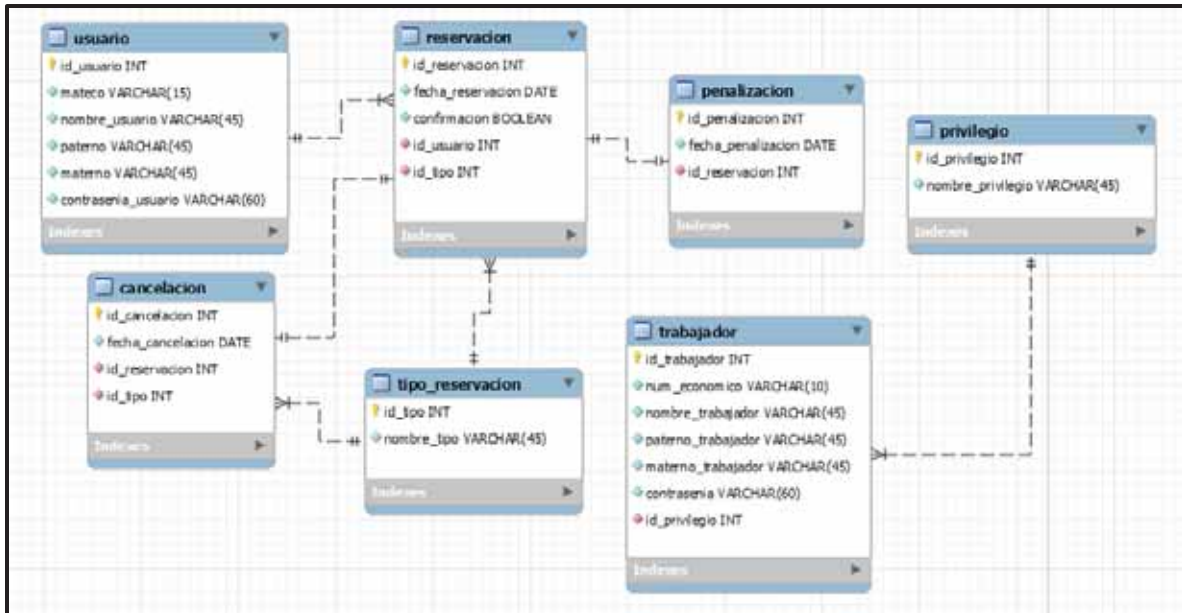 usuario
id_usuario INT
mateco VARCHAR(15)
nombre_usuario VARCHAR(45)
paterno VARCHAR(45)
materno VARCHAR(45)
contrasenia_usuario VARCHAR(60)
Indexes
reservacion
id_reservacion INT
fecha_reservacion DATE
confirmacion BOOLEAN
id_usuario INT
id_tipo INT
Indexes
penalizacion
id_penalizacion INT
fecha_penalizacion DATE
id_reservacion INT
Indexes
privilegio
id_privilegio INT
nombre_privilegio VARCHAR(45)
Indexes
cancelacion
id_cancelacion INT
fecha_cancelacion DATE
id_reservacion INT
id_tipo INT
Indexes
tipo_reservacion
id_tipo INT
nombre_tipo VARCHAR(45)
Indexes
trabajador
id_trabajador INT
num_economico VARCHAR(10)
nombre_trabajador VARCHAR(45)
paterno_trabajador VARCHAR(45)
materno_trabajador VARCHAR(45)
contrasenia VARCHAR(60)
id_privilegio INT
Indexes